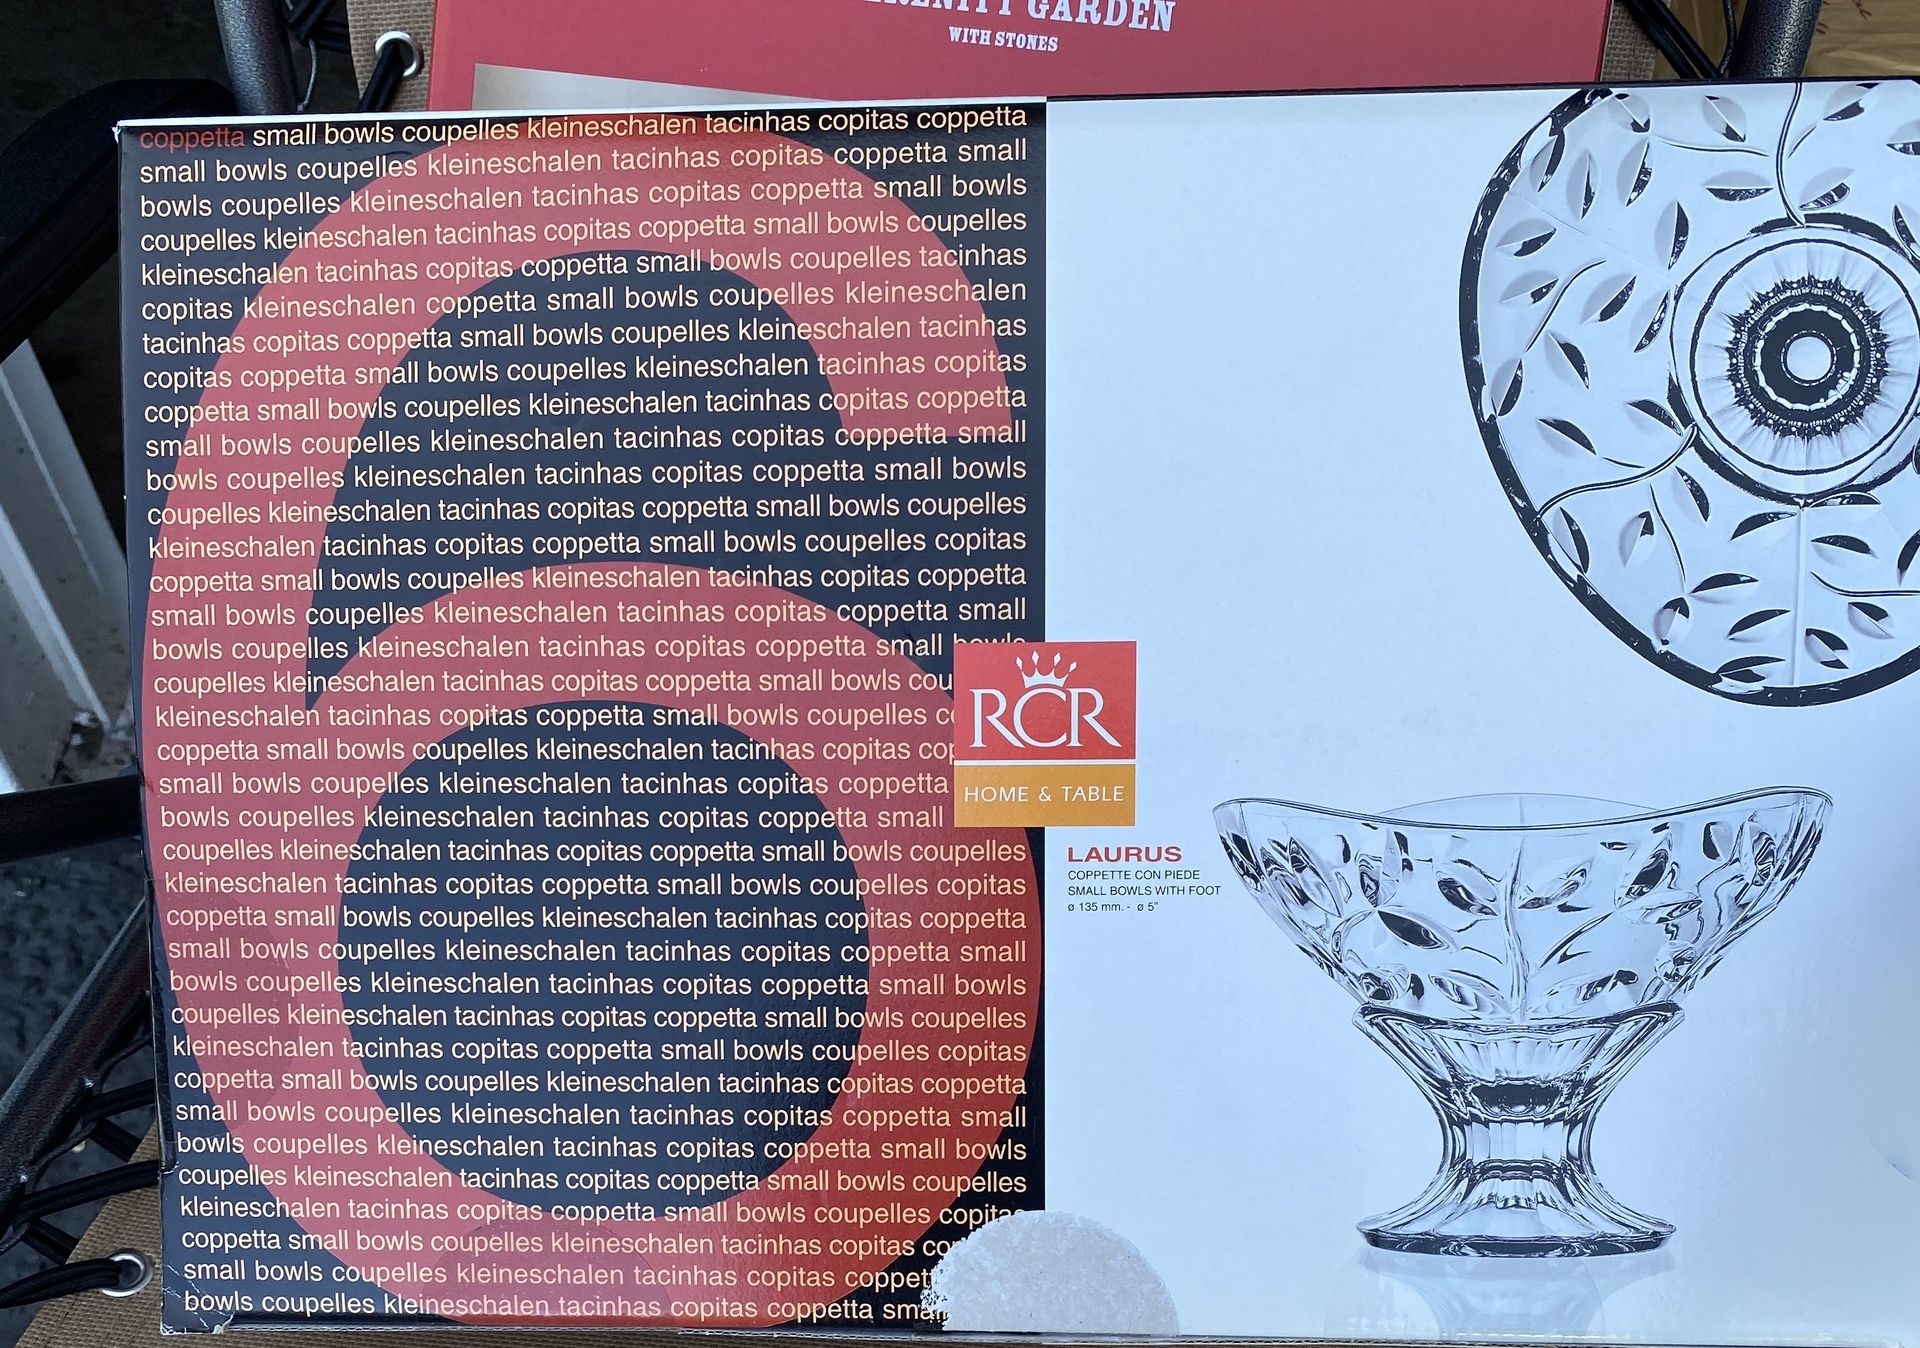 GARDEN
WITH STONES
coppetta small bowls coupelles kleineschalen tacinhas copitas coppetta
small bowls coupelles kleineschalen tacinhas copitas coppetta small
bowls coupelles kleineschalen tacinhas copitas coppetta small bowls
coupelles kleineschalen tacinhas copitas coppetta small bowls coupelles
kleineschalen tacinhas copitas coppetta small bowls coupelles tacinhas
copitas kleineschalen coppetta small bowls coupelles kleineschalen
tacinhas copitas coppetta small bowls coupelles kleineschalen tacinhas
copitas coppetta small bowls coupelles kleineschalen tacinhas copitas
coppetta small bowls coupelles kleineschalen tacinhas copitas coppetta
small bowls coupelles kleineschalen tacinhas copitas coppetta small
bowls coupelles kleineschalen tacinhas copitas coppetta small bowls
coupelles kleineschalen tacinhas copitas coppetta small bowls coupelles
kleineschalen tacinhas copitas coppetta small bowls coupelles copitas
coppetta small bowls coupelles kleineschalen tacinhas copitas coppetta
small bowls coupelles kleineschalen tacinhas copitas coppetta small
bowls coupelles kleineschalen tacinhas copitas coppetta small bowls
coupelles kleineschalen tacinhas copitas coppetta small bowls cou
kleineschalen tacinhas copitas coppetta small bowls coupelles
coppetta small bowls coupelles kleineschalen tacinhas copitas cop
small bowls coupelles kleineschalen tacinhas copitas coppetta
bowls coupelles kleineschalen tacinhas copitas coppetta small
coupelles kleineschalen tacinhas copitas coppetta small bowls coupelles
kleineschalen tacinhas copitas coppetta small bowls coupelles copitas
coppetta small bowls coupelles kleineschalen tacinhas copitas coppetta
small bowls coupelles kleineschalen tacinhas copitas coppetta small
bowls coupelles kleineschalen tacinhas copitas coppetta small bowls
coupelles kleineschalen tacinhas copitas coppetta small bowls coupelles
kleineschalen tacinhas copitas coppetta small bowls coupelles copitas
coppetta small bowls coupelles kleineschalen tacinhas copitas coppetta
small bowls coupelles kleineschalen tacinhas copitas coppetta small
bowls coupelles kleineschalen tacinhas copitas coppetta small bowls
coupelles kleineschalen tacinhas copitas coppetta small bowls coupelles
kleineschalen tacinhas copitas coppetta small bowls coupelles copitas
coppetta small bowls coupelles kleineschalen tacinhas copitas co
small bowls coupelles kleineschalen tacinhas copitas coppet
bowls coupelles kleineschalen tacinhas copitas coppetta small
RCR
HOME & TABLE
LAURUS
COPPETTE CON PIEDE
SMALL BOWLS WITH FOOT
ø 135 mm. - ø 5"